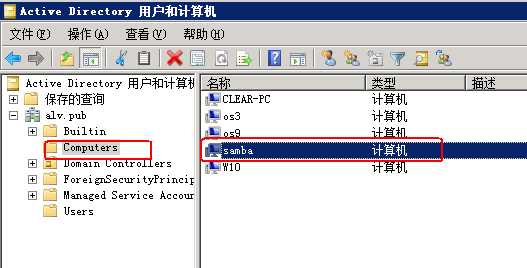 Active Directory 用户和计算机
文件(F) 操作(A) 查看(V) 帮助(H)
Active Directory 用户和计算机
保存的查询
alv.pub
Builtin
Computers
Domain Controllers
ForeignSecurityPrincip
Managed Service Accoun
Users
名称 类型 描述
CLEAR-PC 计算机
os3 计算机
os9 计算机
samba 计算机
W10 计算机